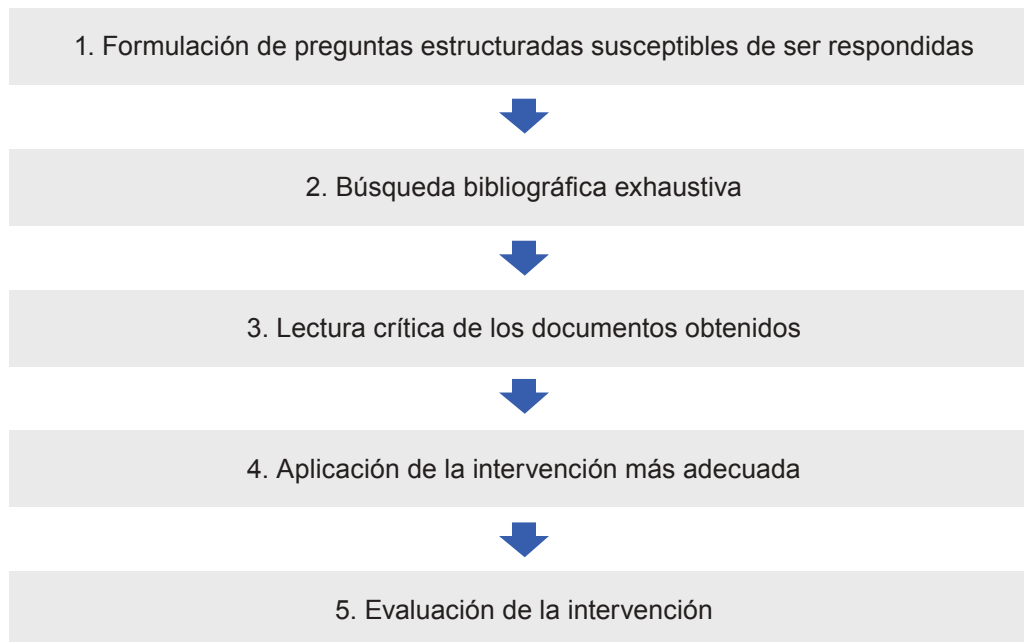 1. Formulación de preguntas estructuradas susceptibles de ser respondidas
2. Búsqueda bibliográfica exhaustiva
3. Lectura crítica de los documentos obtenidos
4. Aplicación de la intervención más adecuada
5. Evaluación de la intervención